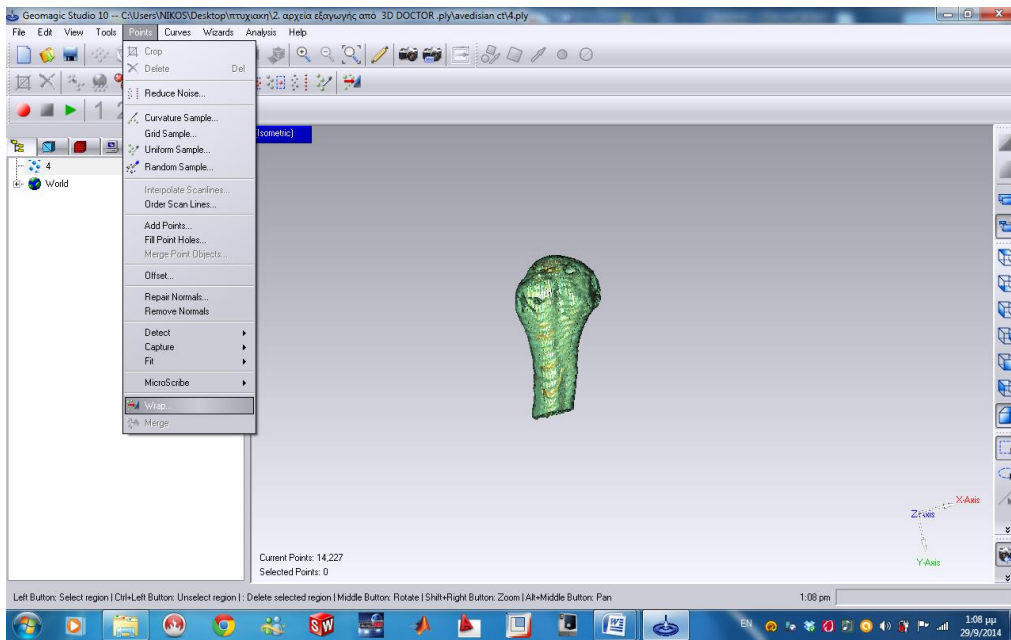 Geomagic Studio 10 -- C:\Users\NIKOS\Desktop\πτυχιακη\2. αρχεία εξαγωγής από 3D DOCTOR .ply\avedisian ct\4.ply
File Edit View Tools Points Curves Wizards Analysis Help
Crop
Delete Del
Reduce Noise...
Curvature Sample...
Grid Sample...
Uniform Sample...
Random Sample...
Interpolate Scanlines...
Order Scan Lines...
Add Points...
Fill Point Holes...
Merge Point Objects...
Offset...
Repair Normals...
Remove Normals
Detect
Capture
Fit
MicroScribe
Wrap...
Merge
1 2
4
World
Isometric)
X-Axis
Z-Axis
Y-Axis
Current Points: 14,227
Selected Points: 0
Left Button: Select region | Ctrl+Left Button: Unselect region | : Delete selected region | Middle Button: Rotate | Shift+Right Button: Zoom | Alt+Middle Button: Pan
1:08 pm
SW
W
EN
1:08 μμ
29/9/2014